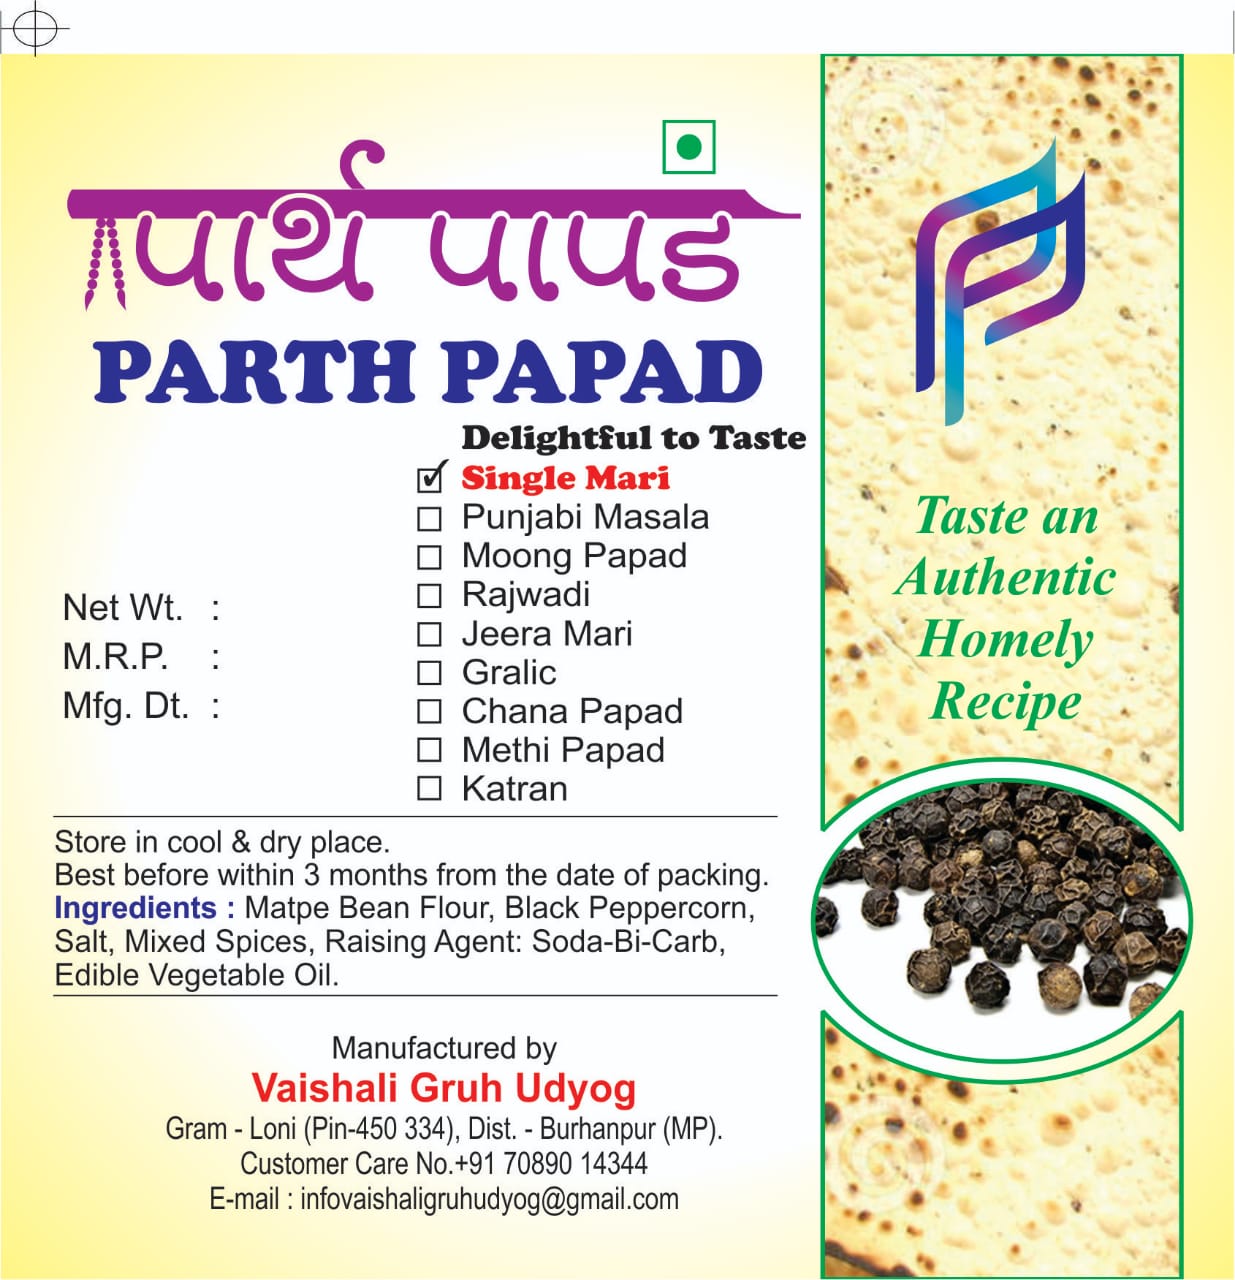 पार्थ पापड
PARTH PAPAD
Delightful to Taste
Single Mari
Punjabi Masala
Moong Papad
Rajwadi
Jeera Mari
Gralic
Chana Papad
Methi Papad
Katran
Net Wt. :
M.R.P. :
Mfg. Dt. :
Store in cool & dry place.
Best before within 3 months from the date of packing.
Ingredients : Matpe Bean Flour, Black Peppercorn,
Salt, Mixed Spices, Raising Agent: Soda-Bi-Carb,
Edible Vegetable Oil.
Manufactured by
Vaishali Gruh Udyog
Gram - Loni (Pin-450 334), Dist. - Burhanpur (MP).
Customer Care No.+91 70890 14344
E-mail : infovaishaligruhudyog@gmail.com
Taste an
Authentic
Homely
Recipe